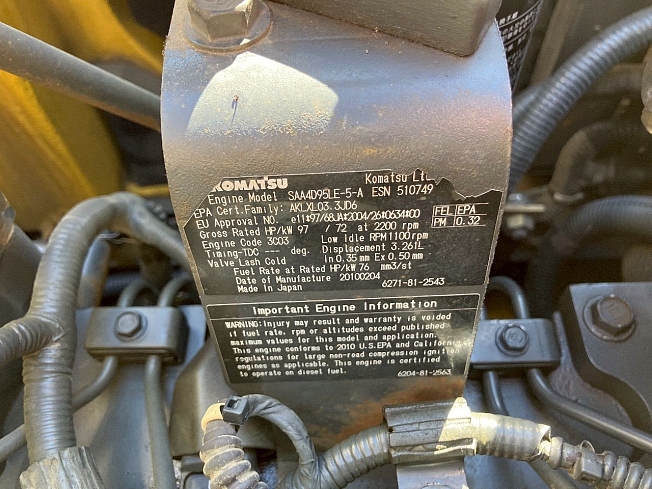 KOMATSU Komatsu Ltd
Engine Model SAA4D95LE-5-A ESN 510749
EPA Cert.Family: AKLXL03.3JD6
EU Approval NO. e11*97/68JA*2004/26*0634*00
Gross Rated HP/kW 97 / 72 at 2200 rpm
FEL EPA
PM 0.32
Engine Code 3C03 Low Idle RPM 1100 rpm
Timing-TDC --- deg. Displacement 3.261L
Valve Lash Cold In 0.35 mm Ex 0.50 mm
Fuel Rate at Rated HP/kW 76 mm3/st
Date of Manufacture 20100204
Made in Japan 6271-81-2543
Important Engine Information
WARNING: Injury may result and warranty is voided
if fuel rate, rpm or altitudes exceed published
maximum values for this model and application.
This engine conforms to 2010 U.S.EPA and California
regulations for large non-road compression ignition
engines as applicable. This engine is certified
to operate on diesel fuel. 6204-81-2563